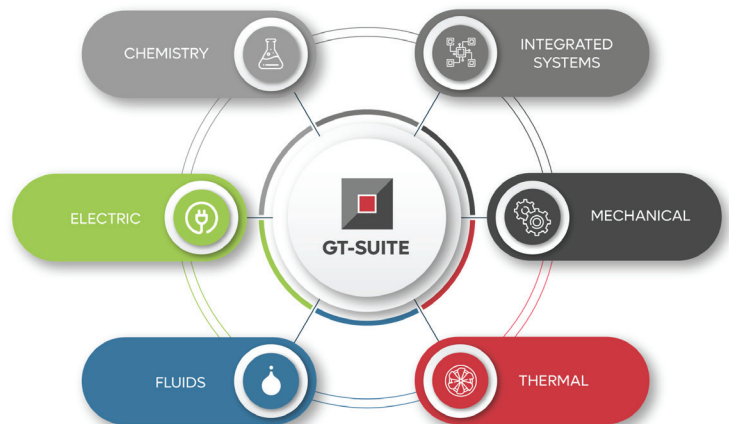 CHEMISTRY
INTEGRATED
SYSTEMS
ELECTRIC
GT-SUITE
MECHANICAL
FLUIDS
THERMAL